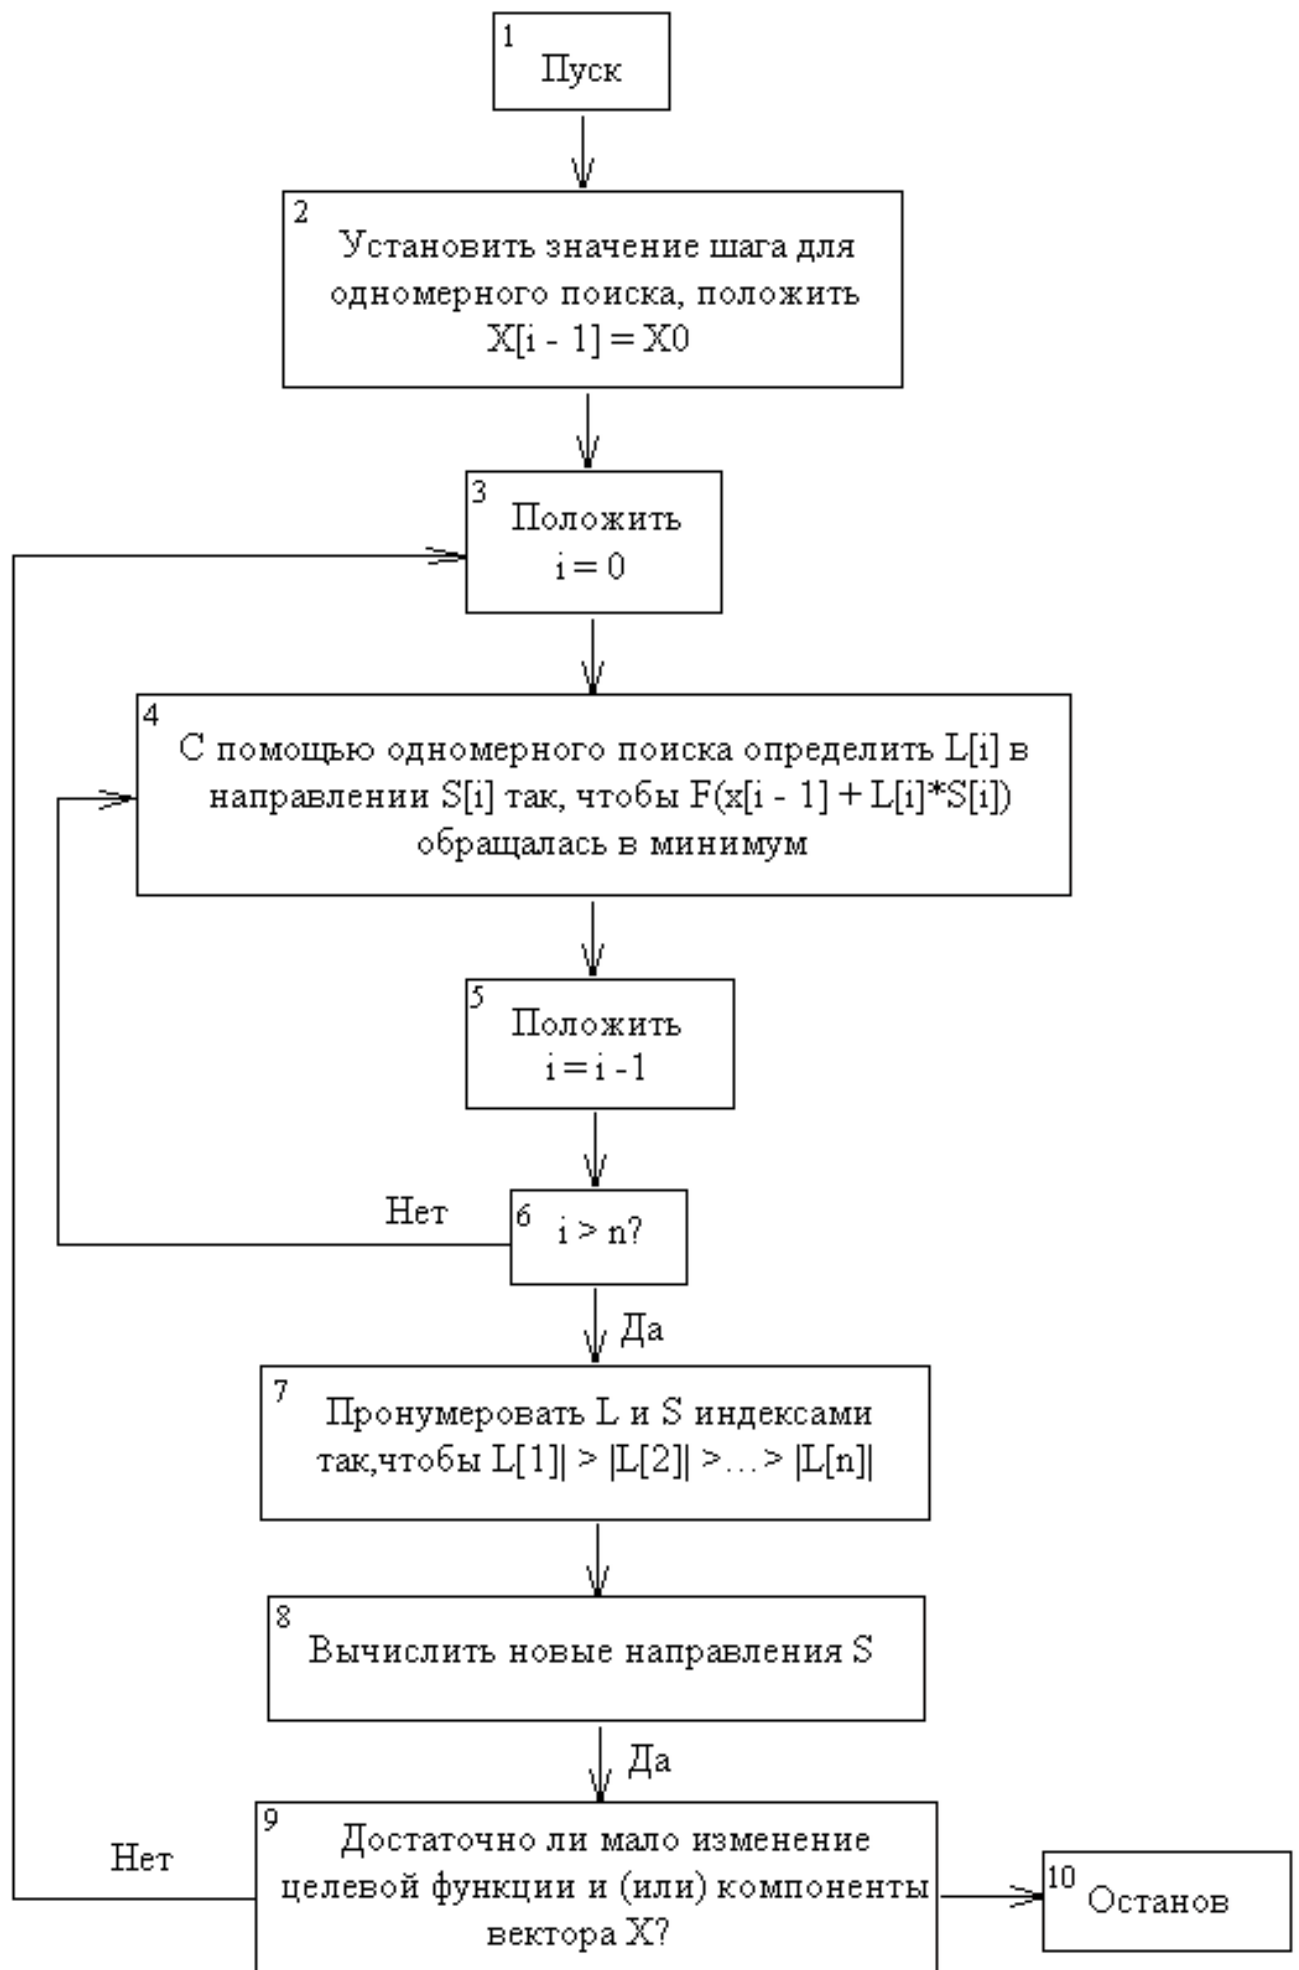 1
Пуск
2
Установить значение шага для
одномерного поиска, положить
X[i - 1] = X0
3
Положить
i = 0
4
С помощью одномерного поиска определить L[i] в
направлении S[i] так, чтобы F(x[i - 1] + L[i]*S[i])
обращалась в минимум
5
Положить
i = i -1
Нет
6
i > n?
Да
7
Пронумеровать L и S индексами
так,чтобы L[1]| > |L[2]| >...> |L[n]|
8
Вычислить новые направления S
Да
9
Достаточно ли мало изменение
целевой функции и (или) компоненты
вектора X?
Нет
10
Останов